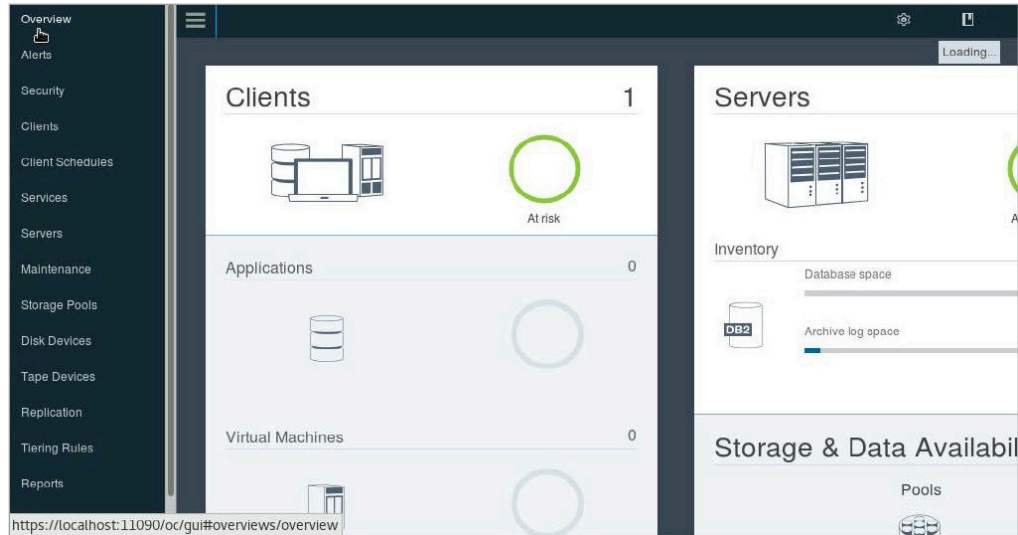 Overview
Alerts
Security
Clients
Client Schedules
Services
Servers
Maintenance
Storage Pools
Disk Devices
Tape Devices
Replication
Tiering Rules
Reports
https://localhost:11090/oc/gui#overviews/overview
Loading...
Clients 1
At risk
Applications 0
Virtual Machines 0
Servers
A
Inventory
Database space
DB2
Archive log space
Storage & Data Availabil
Pools